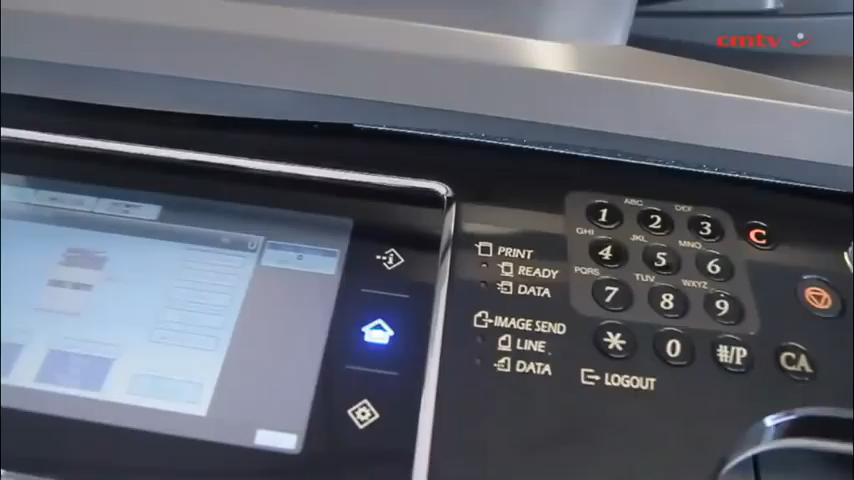 cmtv
ABC DEF
1 2 3 C
GHI JKL MNO
4 5 6
PQRS TUV WXYZ
7 8 9
* 0 #/P CA
PRINT
READY
DATA
IMAGE SEND
LINE
DATA
LOGOUT